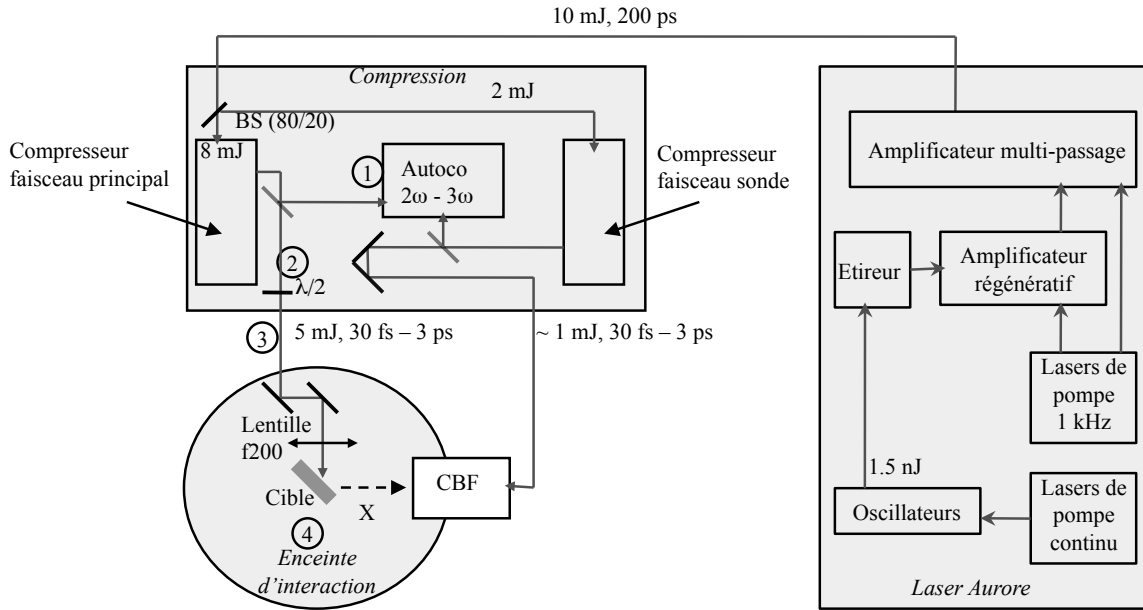 10 mJ, 200 ps
Compression
2 mJ
BS (80/20)
8 mJ
Compresseur
faisceau principal
1
Autoco
2ω - 3ω
Compresseur
faisceau sonde
2
λ/2
3
5 mJ, 30 fs – 3 ps
~ 1 mJ, 30 fs – 3 ps
Lentille
f200
Cible
X
CBF
4
Enceinte
d’interaction
Amplificateur multi-passage
Etireur
Amplificateur
régénératif
Lasers de
pompe
1 kHz
1.5 nJ
Oscillateurs
Lasers de
pompe
continu
Laser Aurore